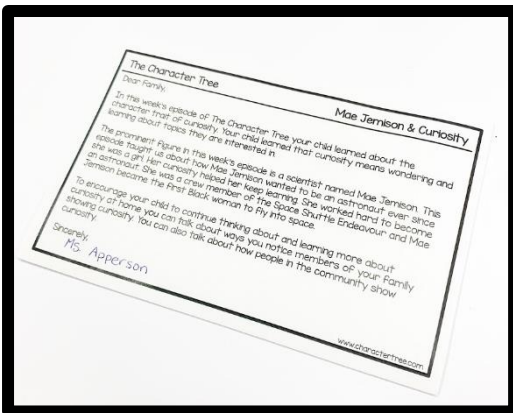 The Character Tree
Mae Jemison & Curiosity
Dear Family,
In this week's episode of The Character Tree your child learned about the
character trait of curiosity. Your child learned that curiosity means wondering and
learning about topics they are interested in.
The prominent figure in this week's episode is a scientist named Mae Jemison. This
episode taught us about how Mae Jemison wanted to be an astronaut ever since
she was a girl. Her curiosity helped her keep learning. She worked hard to become
an astronaut. She was a crew member of the Space Shuttle Endeavour and Mae
Jemison became the first Black woman to fly into space.
To encourage your child to continue thinking about and learning more about
curiosity at home you can talk about ways you notice members of your family
showing curiosity. You can also talk about how people in the community show
curiosity.
Sincerely,
Ms. Apperson
www.charactertree.com